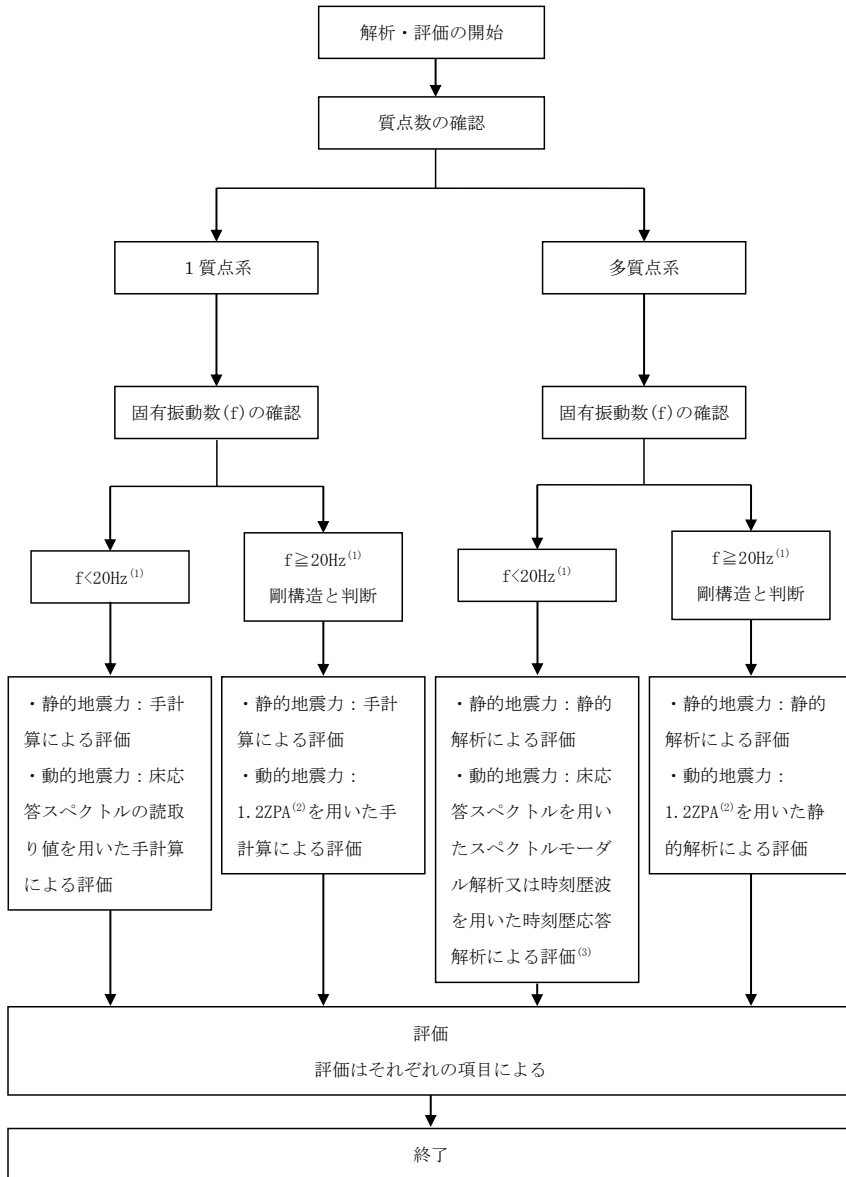 解析・評価の開始
質点数の確認
１質点系
多質点系
固有振動数(f)の確認
固有振動数(f)の確認
f<20Hz(1)
f≧20Hz(1)
剛構造と判断
f<20Hz(1)
f≧20Hz(1)
剛構造と判断
・静的地震力：手計
算による評価
・動的地震力：床応
答スペクトルの読取
り値を用いた手計算
による評価
・静的地震力：手計
算による評価
・動的地震力：
1.2ZPA(2)を用いた手
計算による評価
・静的地震力：静的
解析による評価
・動的地震力：床応
答スペクトルを用い
たスペクトルモーダ
ル解析又は時刻歴波
を用いた時刻歴応答
解析による評価(3)
・静的地震力：静的
解析による評価
・動的地震力：
1.2ZPA(2)を用いた静
的解析による評価
評価
評価はそれぞれの項目による
終了